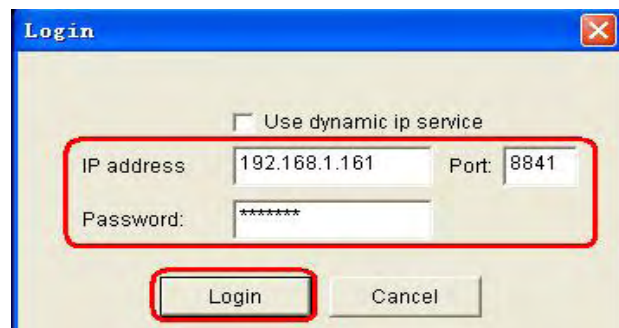 Login
Use dynamic ip service
IP address 192.168.1.161 Port: 8841
Password: *******
Login Cancel